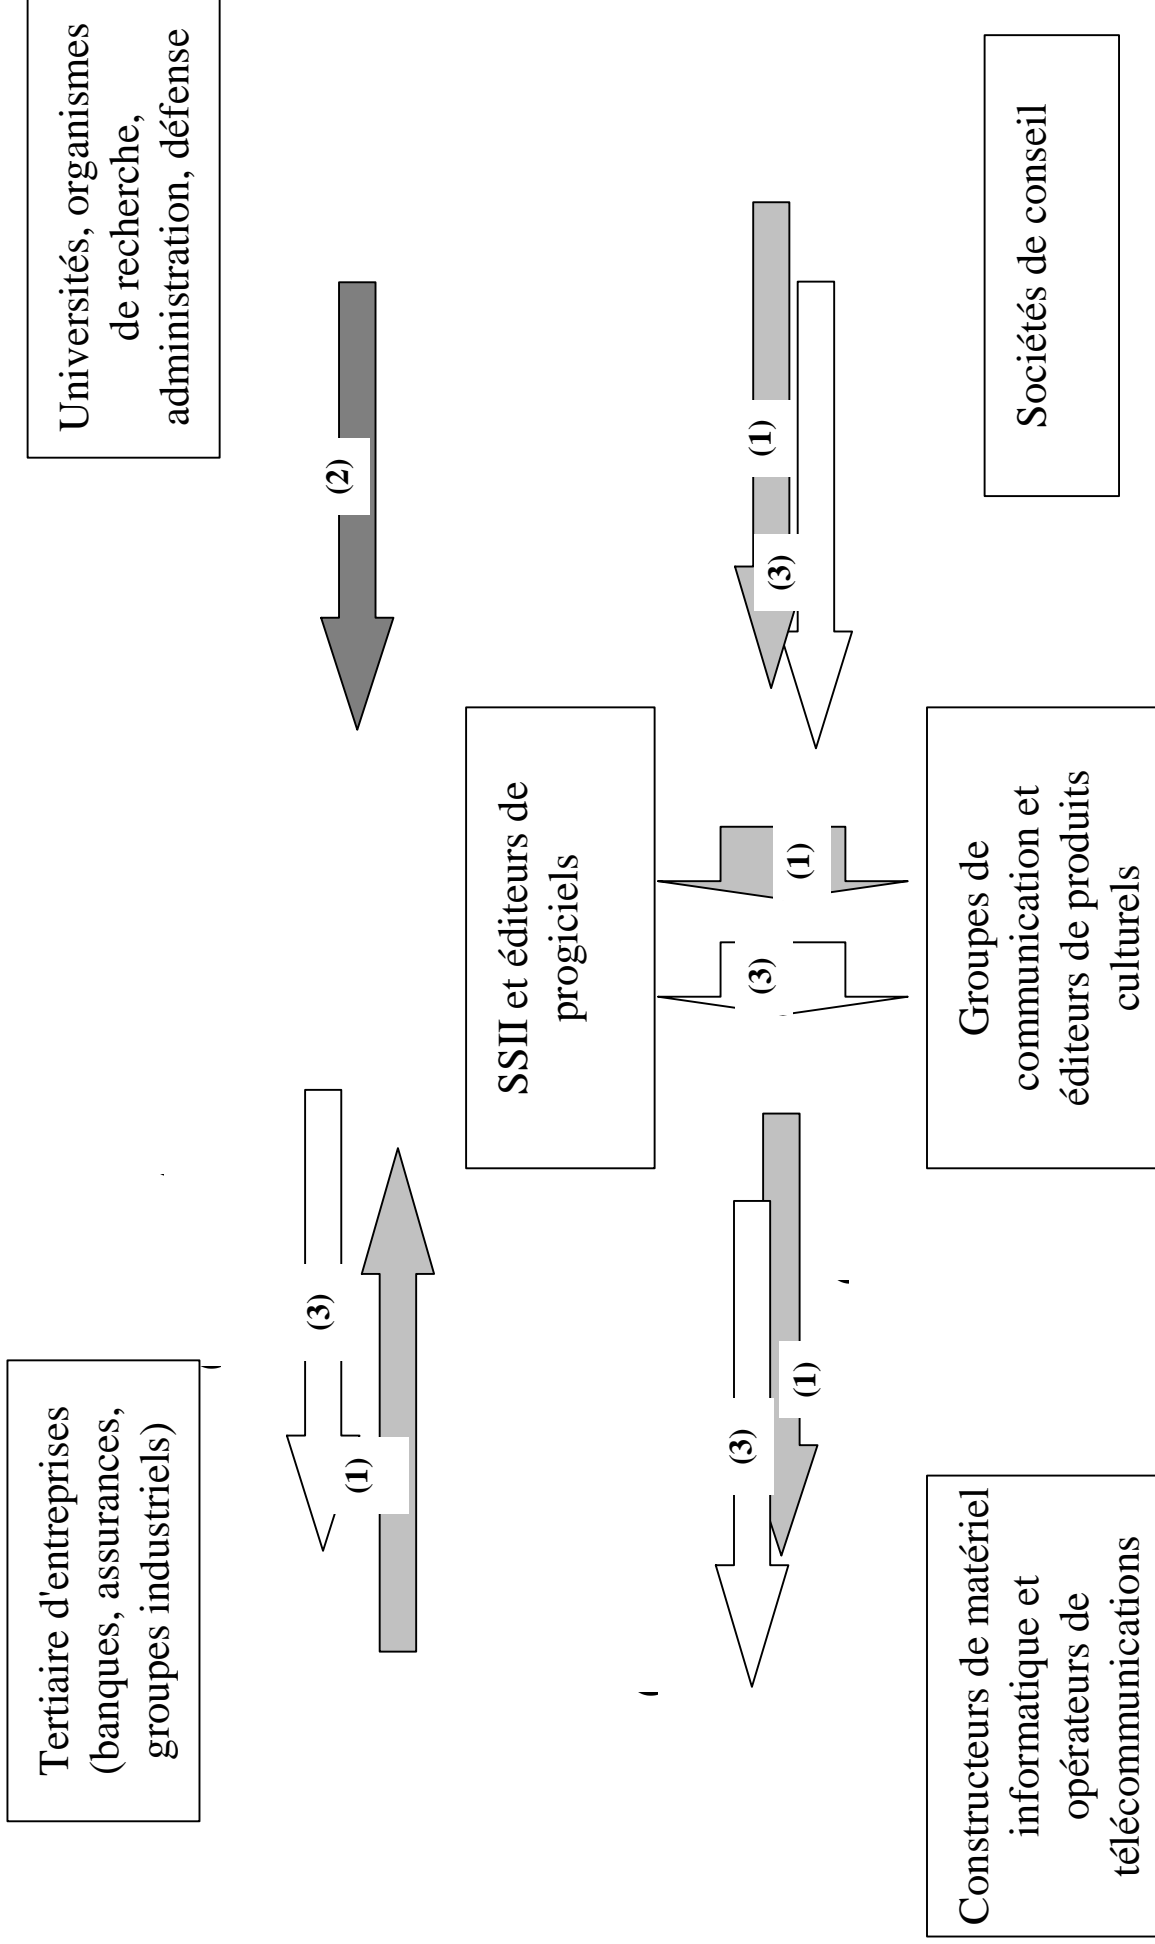 Tertiaire d'entreprises
(banques, assurances,
groupes industriels)
Universités, organismes
de recherche,
administration, défense
(3)
(2)
(1)
SSII et éditeurs de
progiciels
(3)
(1)
(3)
(1)
(3)
(1)
Constructeurs de matériel
informatique et
opérateurs de
télécommunications
Groupes de
communication et
éditeurs de produits
culturels
Sociétés de conseil